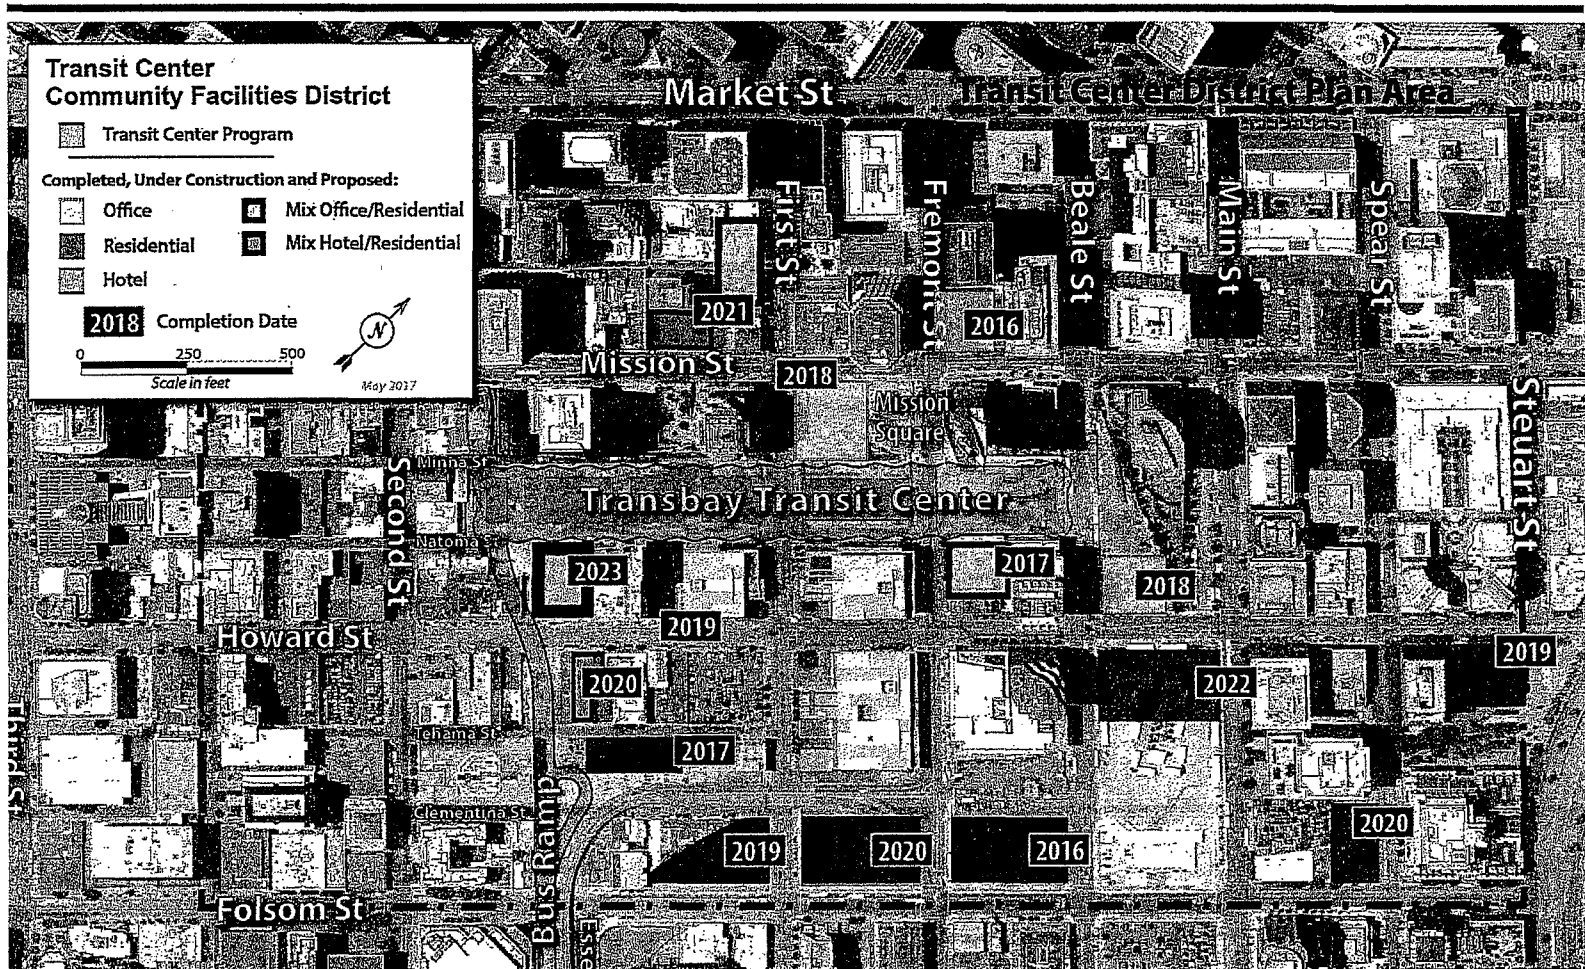 Transit Center
Community Facilities District
Transit Center Program
Completed, Under Construction and Proposed:
Office
Mix Office/Residential
Residential
Mix Hotel/Residential
Hotel
2018 Completion Date
N
0 250 500
Scale in feet
May 2017
Market St
Transit Center District Plan Area
First St
Fremont St
Beale St
Main St
Spear St
2021
2016
Mission St
2018
Mission
Square
Steuart St
Second St
Minna St
Transbay Transit Center
Natoma St
2023
2017
2018
2019
Howard St
2019
2020
2022
Third St
Tehama St
2017
Bus Ramp
Clementina St
2019
2020
2016
2020
Folsom St
Esse